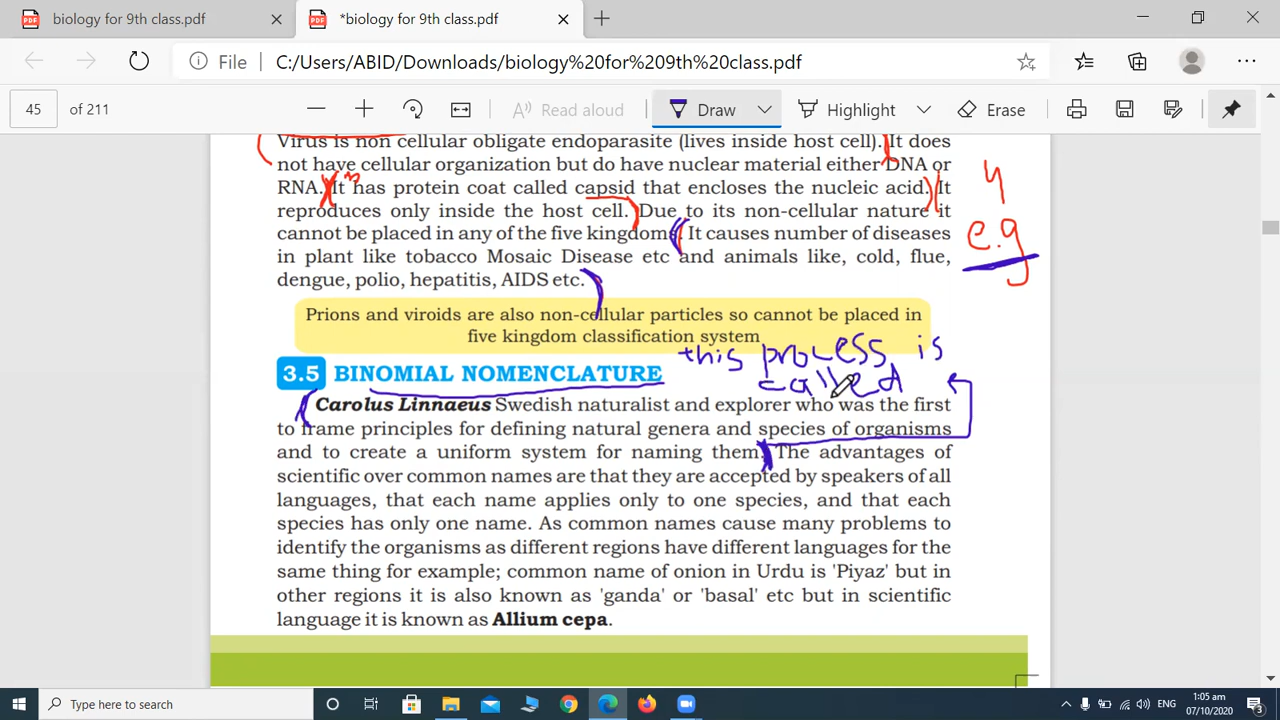 biology for 9th class.pdf
*biology for 9th class.pdf
File C:/Users/ABID/Downloads/biology%20for%209th%20class.pdf
45 of 211 Read aloud Draw Highlight Erase
Virus is non cellular obligate endoparasite (lives inside host cell). It does
not have cellular organization but do have nuclear material either DNA or
RNA. It has protein coat called capsid that encloses the nucleic acid. It
reproduces only inside the host cell. Due to its non-cellular nature it
cannot be placed in any of the five kingdoms. It causes number of diseases
in plant like tobacco Mosaic Disease etc and animals like, cold, flue,
dengue, polio, hepatitis, AIDS etc.
4
e.g
Prions and viroids are also non-cellular particles so cannot be placed in
five kingdom classification system
this process is
called
3.5 BINOMIAL NOMENCLATURE
Carolus Linnaeus Swedish naturalist and explorer who was the first
to frame principles for defining natural genera and species of organisms
and to create a uniform system for naming them. The advantages of
scientific over common names are that they are accepted by speakers of all
languages, that each name applies only to one species, and that each
species has only one name. As common names cause many problems to
identify the organisms as different regions have different languages for the
same thing for example; common name of onion in Urdu is 'Piyaz' but in
other regions it is also known as 'ganda' or 'basal' etc but in scientific
language it is known as Allium cepa.
Type here to search
ENG
1:05 am
07/10/2020
3